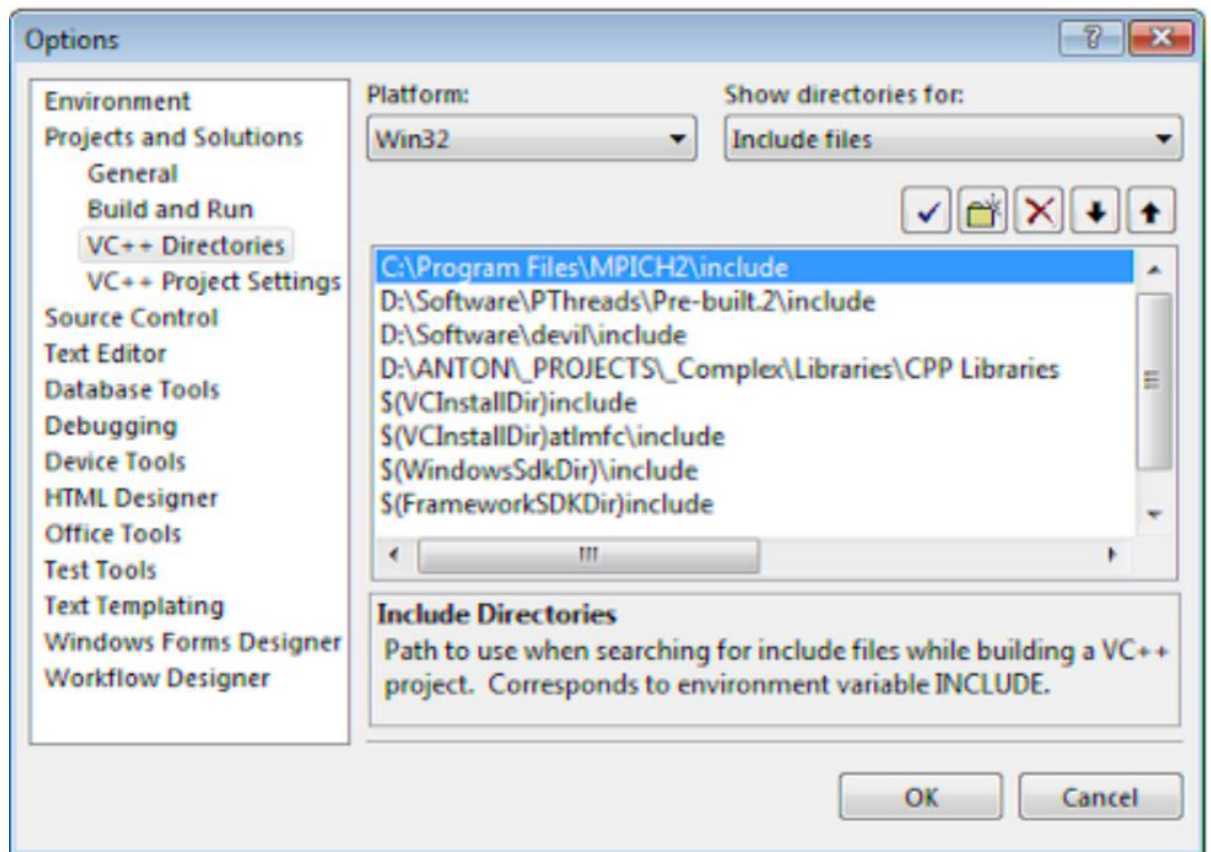 Options
Environment
Projects and Solutions
General
Build and Run
VC++ Directories
VC++ Project Settings
Source Control
Text Editor
Database Tools
Debugging
Device Tools
HTML Designer
Office Tools
Test Tools
Text Templating
Windows Forms Designer
Workflow Designer
Platform:
Win32
Show directories for:
Include files
C:\Program Files\MPICH2\include
D:\Software\PThreads\Pre-built.2\include
D:\Software\devil\include
D:\ANTON\_PROJECTS\_Complex\Libraries\CPP Libraries
$(VCInstallDir)include
$(VCInstallDir)atlmfc\include
$(WindowsSdkDir)\include
$(FrameworkSDKDir)include
Include Directories
Path to use when searching for include files while building a VC++
project.  Corresponds to environment variable INCLUDE.
OK
Cancel